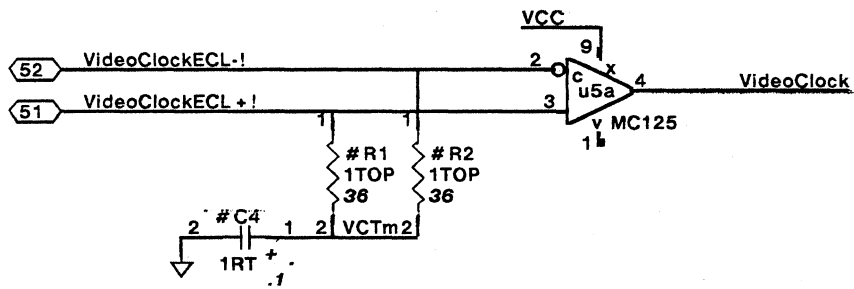 VCC
9
52 VideoClockECL-! 2 c x
u5a 4 VideoClock
51 VideoClockECL+! 3
v MC125
1
1 1
#R1 #R2
1TOP 1TOP
36 36
#C4
2 1 2 VCTm 2
1RT +
.1